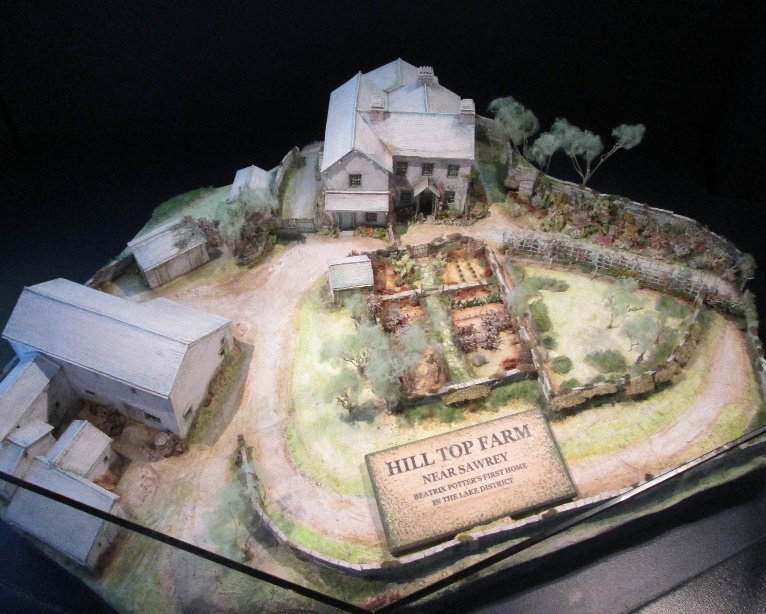 HILL TOP FARM
NEAR SAWREY
BEATRIX POTTER'S FIRST HOME
IN THE LAKE DISTRICT